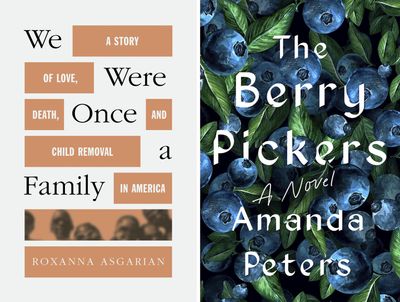 We A STORY
OF LOVE, Were
DEATH, Once AND
CHILD REMOVAL a
Family IN AMERICA
ROXANNA ASGARIAN
The
Berry
Pickers
A Novel
Amanda
Peters